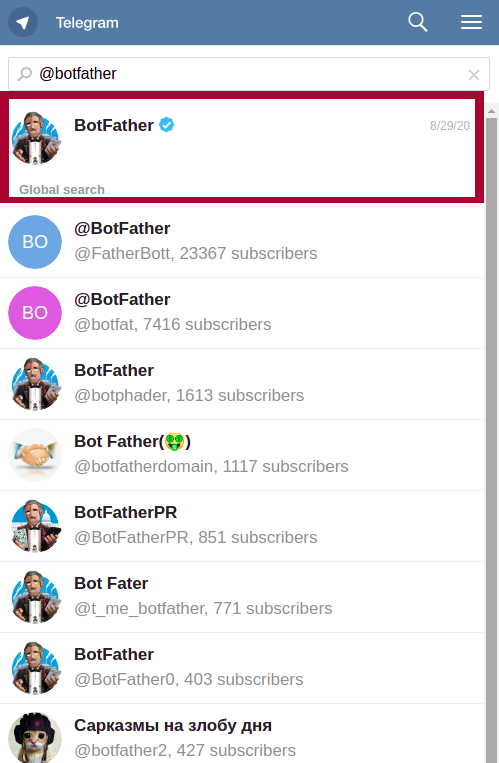 Telegram
@botfather
BotFather
8/29/20
Global search
BO
@BotFather
@FatherBott, 23367 subscribers
BO
@BotFather
@botfat, 7416 subscribers
BotFather
@botphader, 1613 subscribers
Bot Father(🤑)
@botfatherdomain, 1117 subscribers
BotFatherPR
@BotFatherPR, 851 subscribers
Bot Fater
@t_me_botfather, 771 subscribers
BotFather
@BotFather0, 403 subscribers
Сарказмы на злобу дня
@botfather2, 427 subscribers